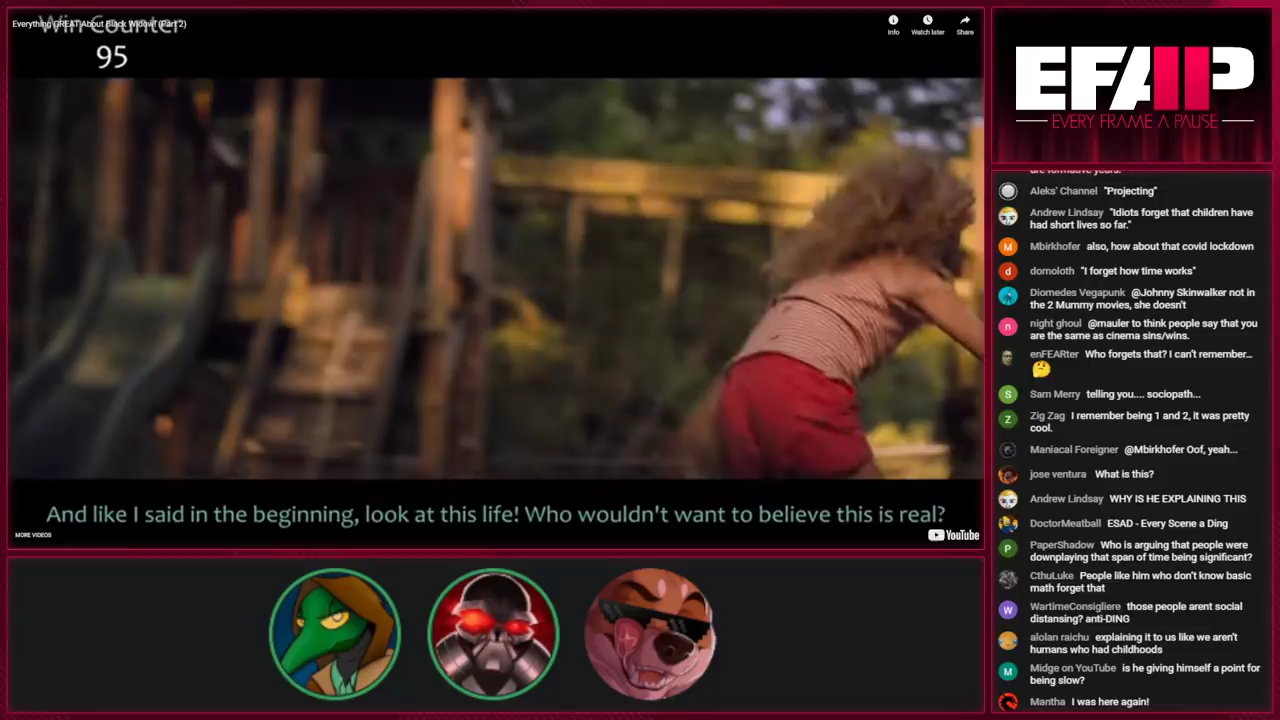 Everything GREAT About Black Widow! (Part 2)
Win Counter
95
Info
Watch later
Share
And like I said in the beginning, look at this life! Who wouldn't want to believe this is real?
MORE VIDEOS
YouTube
EFAP
EVERY FRAME A PAUSE
are formative years.
Aleks' Channel "Projecting"
Andrew Lindsay "Idiots forget that children have
had short lives so far."
Mbirkhofer also, how about that covid lockdown
domoloth "I forget how time works"
Diomedes Vegapunk @Johnny Skinwalker not in
the 2 Mummy movies, she doesn't
night ghoul @mauler to think people say that you
are the same as cinema sins/wins.
enFEARter Who forgets that? I can't remember...
Sam Merry telling you.... sociopath...
Zig Zag I remember being 1 and 2, it was pretty
cool.
Maniacal Foreigner @Mbirkhofer Oof, yeah...
jose ventura What is this?
Andrew Lindsay WHY IS HE EXPLAINING THIS
DoctorMeatball ESAD - Every Scene a Ding
PaperShadow Who is arguing that people were
downplaying that span of time being significant?
CthuLuke People like him who don't know basic
math forget that
WartimeConsigliere those people arent social
distansing? anti-DING
alolan raichu explaining it to us like we aren't
humans who had childhoods
Midge on YouTube is he giving himself a point for
being slow?
Mantha I was here again!